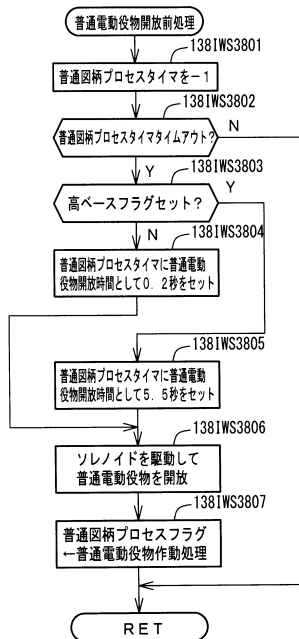 普通電動役物開放前処理
138IWS3801
普通図柄プロセスタイマを－1
138IWS3802
普通図柄プロセスタイマタイムアウト?
N
Y
138IWS3803
高ベースフラグセット?
Y
N
138IWS3804
普通図柄プロセスタイマに普通電動
役物開放時間として0.2秒をセット
138IWS3805
普通図柄プロセスタイマに普通電動
役物開放時間として5.5秒をセット
138IWS3806
ソレノイドを駆動して
普通電動役物を開放
138IWS3807
普通図柄プロセスフラグ
←普通電動役物作動処理
RET